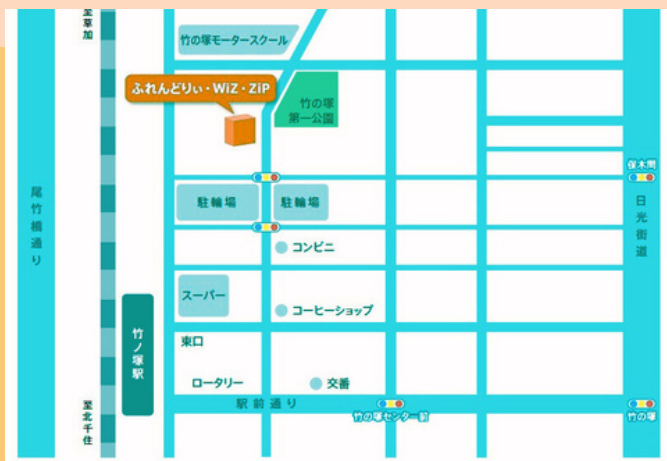 至草加
竹の塚モータースクール
ふれんどりぃ・WiZ・ZiP
竹の塚
第一公園
保木間
尾竹橋通り
駐輪場
駐輪場
日光街道
コンビニ
スーパー
コーヒーショップ
竹ノ塚駅
東口
ロータリー
交番
至北千住
駅前通り
竹の塚センター前
竹の塚